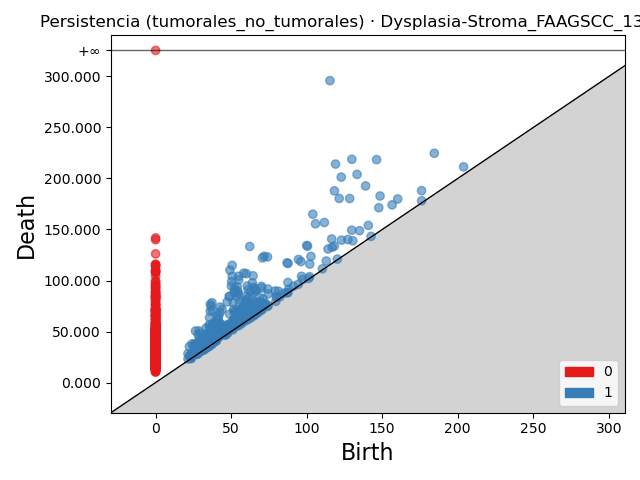 Persistencia (tumorales_no_tumorales) · Dysplasia-Stroma_FAAGSCC_13
+∞
300.000
250.000
200.000
150.000
100.000
50.000
0.000
Death
0
1
0 50 100 150 200 250 300
Birth